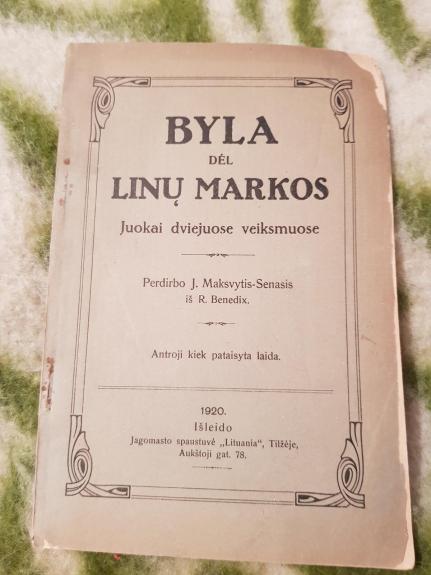 BYLA
DĖL
LINŲ MARKOS
Juokai dviejuose veiksmuose
Perdirbo J. Maksvytis-Senasis
iš R. Benedix.
Antroji kiek pataisyta laida.
1920.
Išleido
Jagomasto spaustuvė „Lituania“, Tilžėje,
Aukštoji gat. 78.